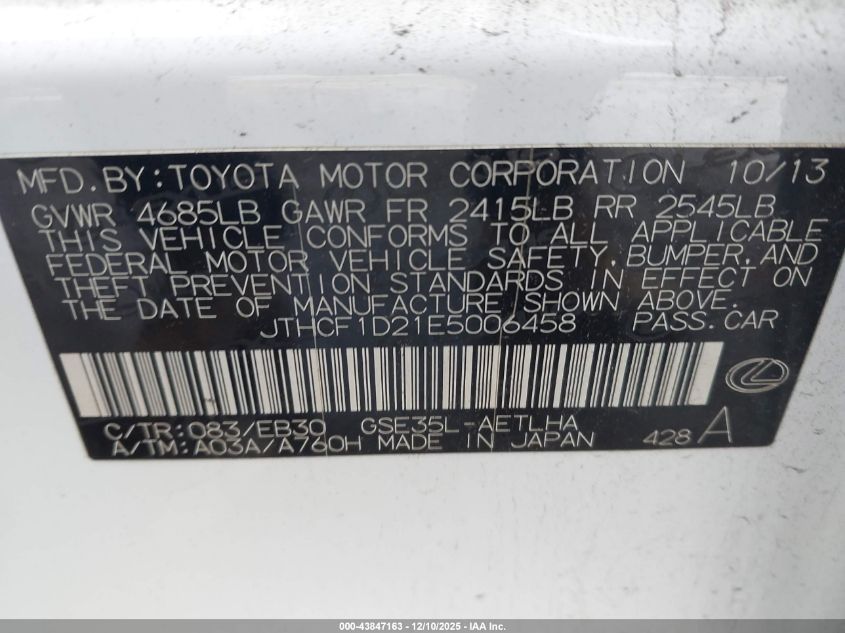 MFD.BY:TOYOTA MOTOR CORPORATION 10/13
GVWR 4685LB GAWR FR 2415LB RR 2545LB
THIS VEHICLE CONFORMS TO ALL APPLICABLE
FEDERAL MOTOR VEHICLE SAFETY,BUMPER,AND
THEFT PREVENTION STANDARDS IN EFFECT ON
THE DATE OF MANUFACTURE SHOWN ABOVE.
JTHCF1D21E5006458 PASS.CAR
C/TR:083/EB30 GSE35L-AETLHA
A/TM:A03A/A760H MADE IN JAPAN 428 A
000-43847163 - 12/10/2025 - IAA Inc.